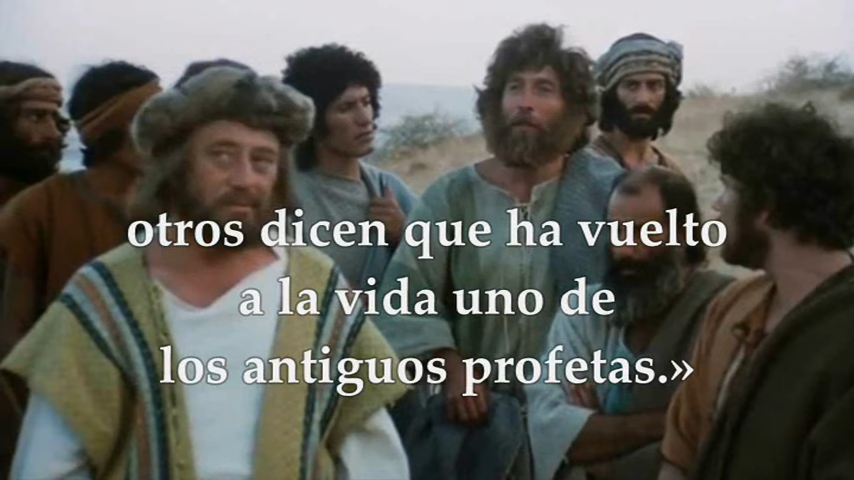 otros dicen que ha vuelto
a la vida uno de
los antiguos profetas.»